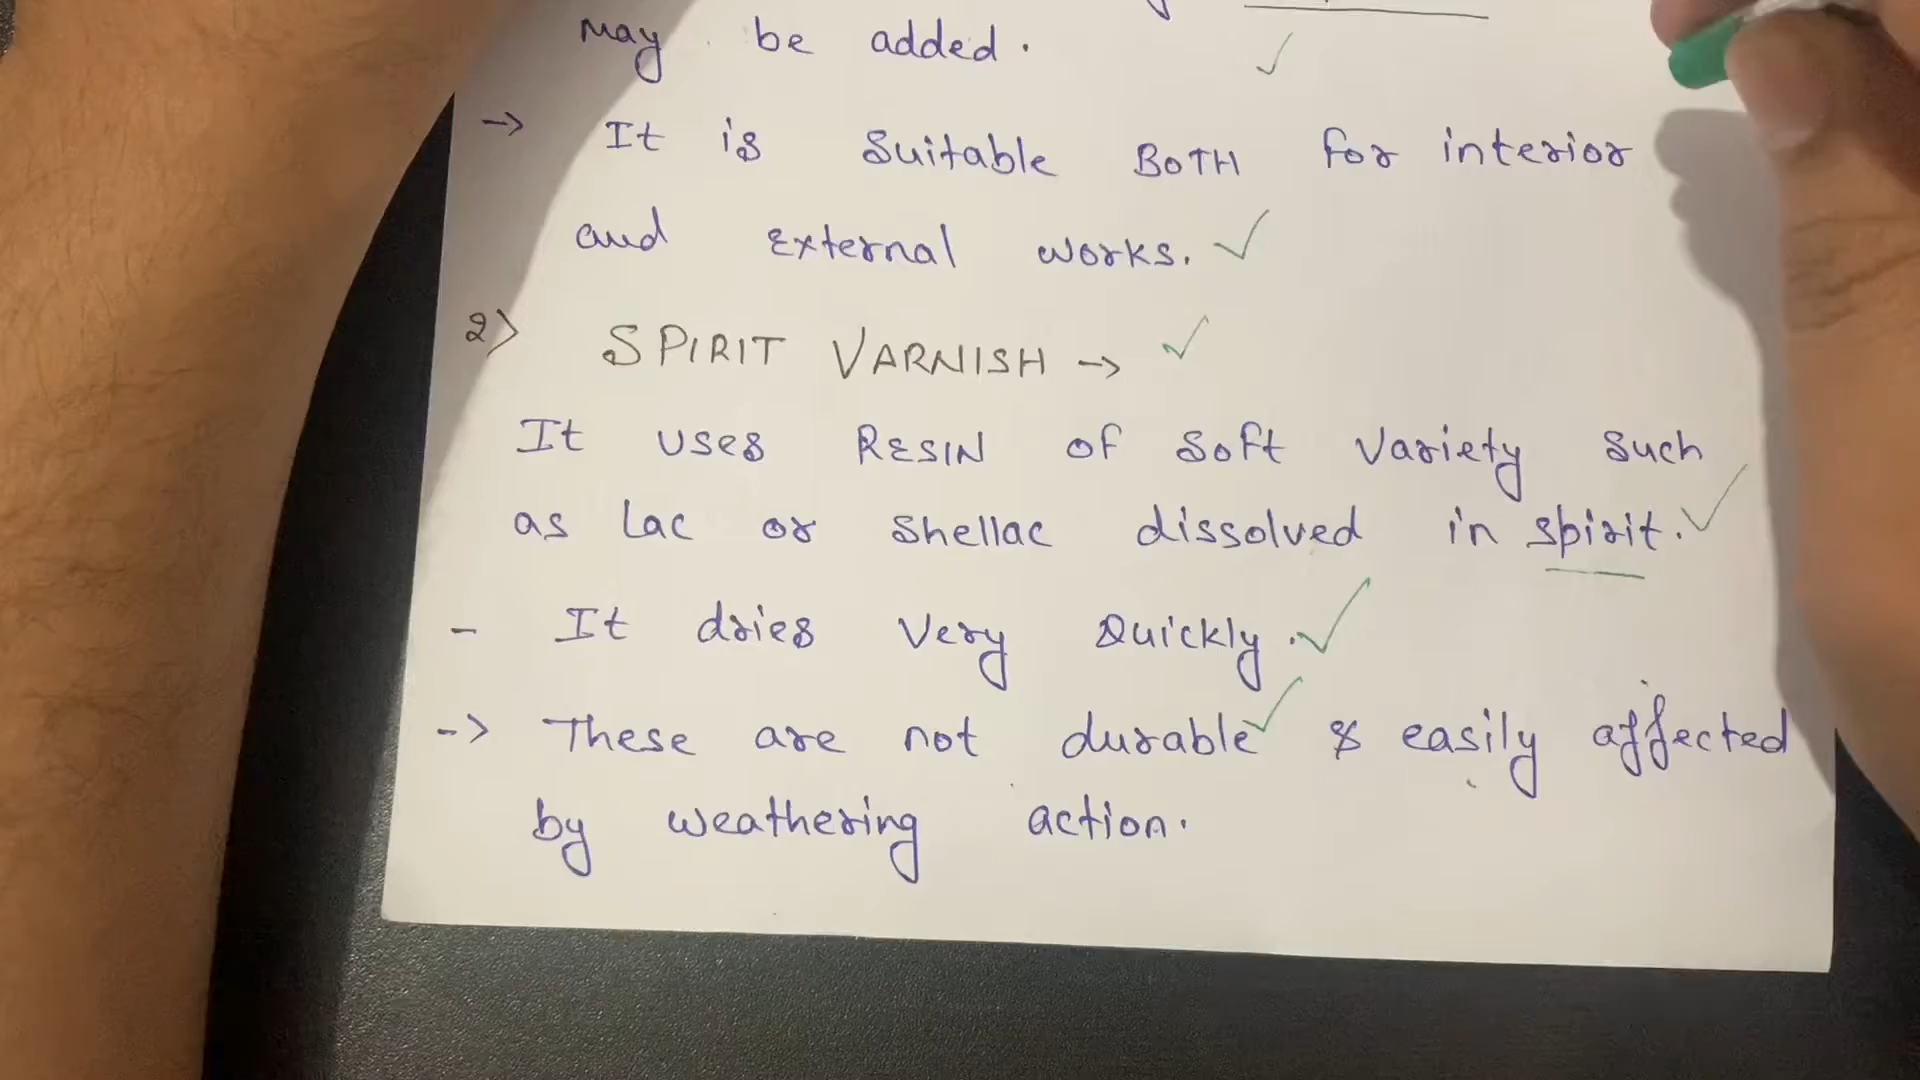 May be added.
→ It is suitable BOTH for interior
and External works. ✓
2) SPIRIT VARNISH → ✓
It uses RESIN of soft variety such
as Lac or shellac dissolved in spirit. ✓
- It dries very Quickly. ✓
-> These are not durable ✓ & easily affected
by weathering action.